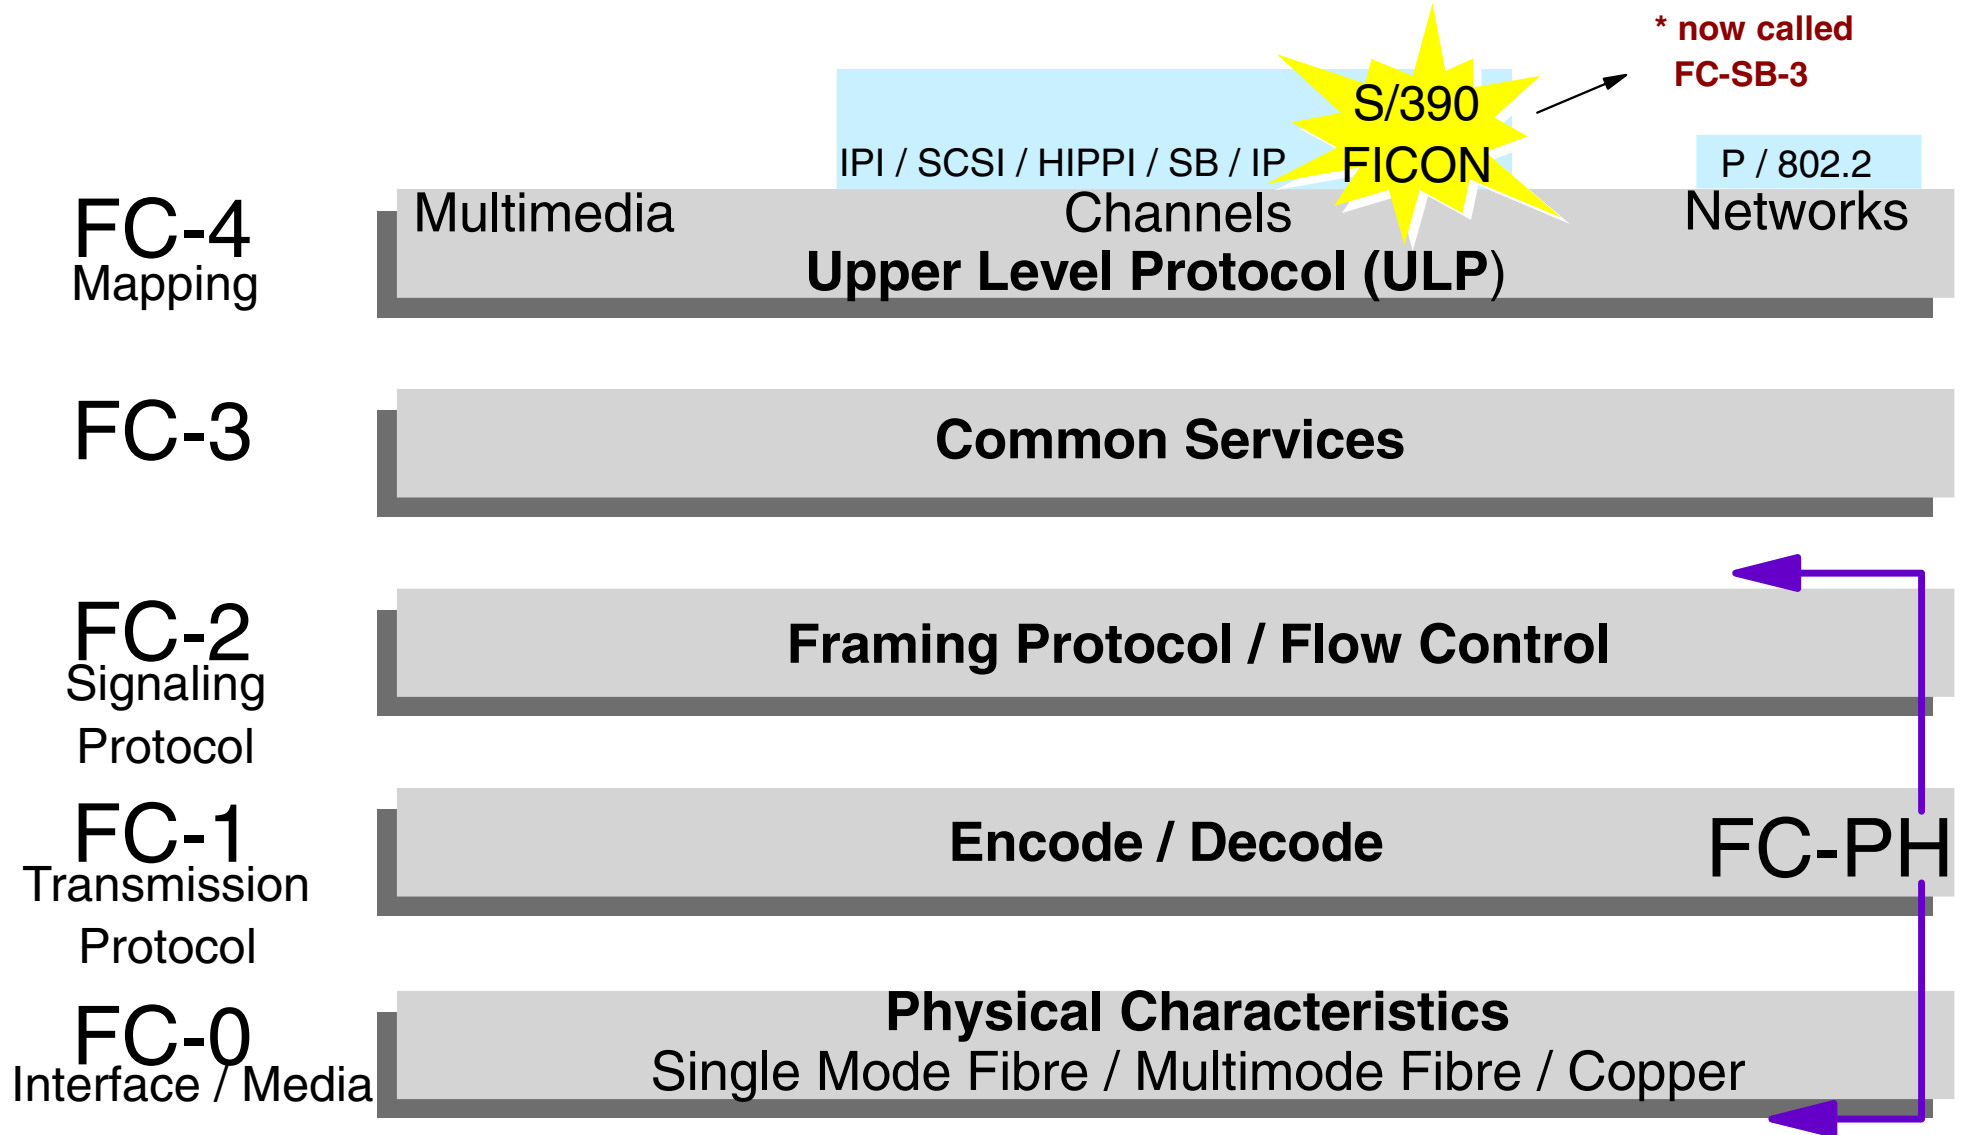 * now called
FC-SB-3
S/390
FICON
IPI / SCSI / HIPPI / SB / IP
P / 802.2
FC-4
Mapping
Multimedia
Channels
Networks
Upper Level Protocol (ULP)
FC-3
Common Services
FC-2
Signaling
Protocol
Framing Protocol / Flow Control
FC-1
Transmission
Protocol
Encode / Decode
FC-PH
FC-0
Interface / Media
Physical Characteristics
Single Mode Fibre / Multimode Fibre / Copper